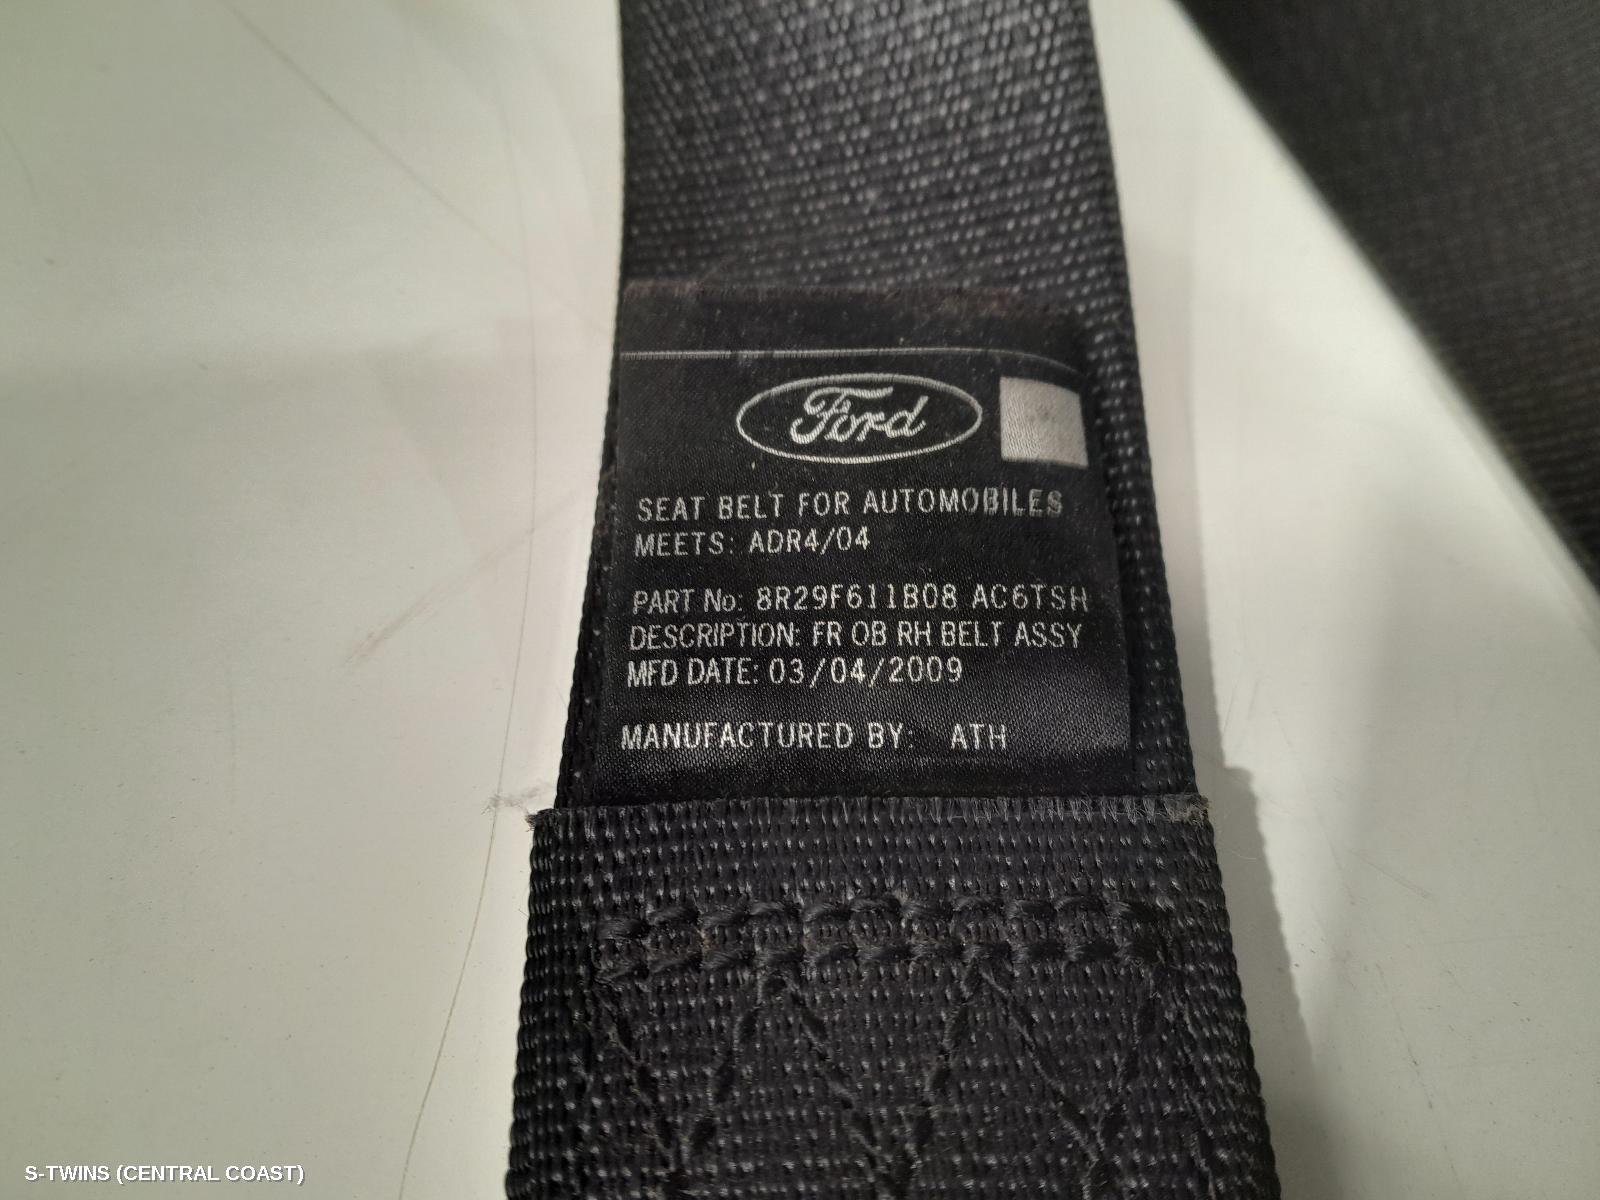 Ford
SEAT BELT FOR AUTOMOBILES
MEETS: ADR4/04
PART No: 8R29F611B08 AC6TSH
DESCRIPTION: FR OB RH BELT ASSY
MFD DATE: 03/04/2009
MANUFACTURED BY: ATH
S-TWINS (CENTRAL COAST)